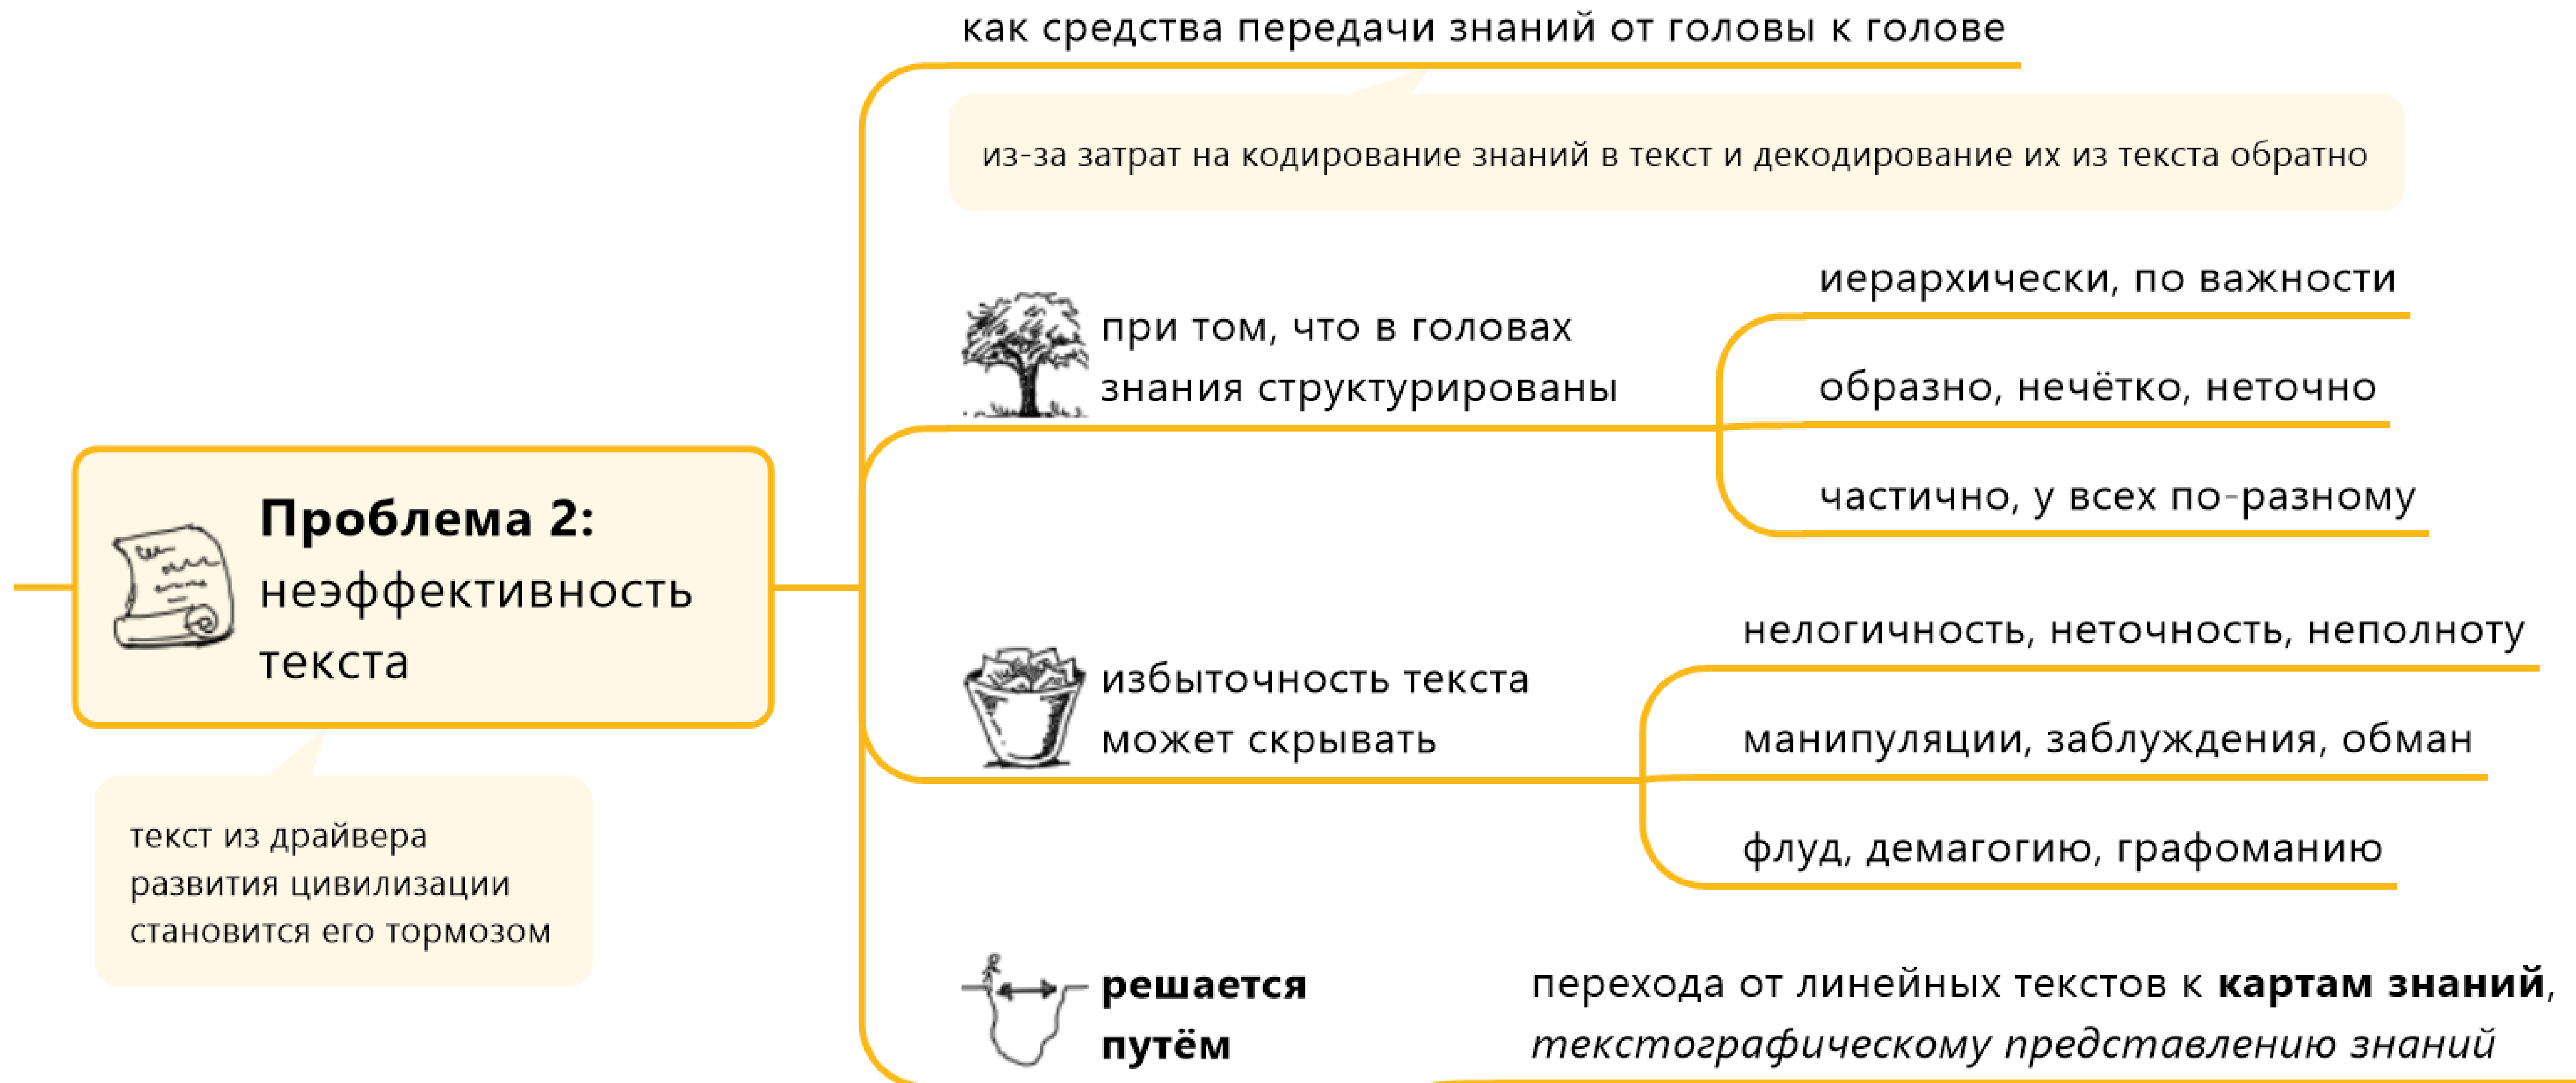 Проблема 2:
неэффективность
текста
текст из драйвера
развития цивилизации
становится его тормозом
как средства передачи знаний от головы к голове
из-за затрат на кодирование знаний в текст и декодирование их из текста обратно
при том, что в головах
знания структурированы
иерархически, по важности
образно, нечётко, неточно
частично, у всех по-разному
избыточность текста
может скрывать
нелогичность, неточность, неполноту
манипуляции, заблуждения, обман
флуд, демагогию, графоманию
решается
путём
перехода от линейных текстов к картам знаний,
текстографическому представлению знаний